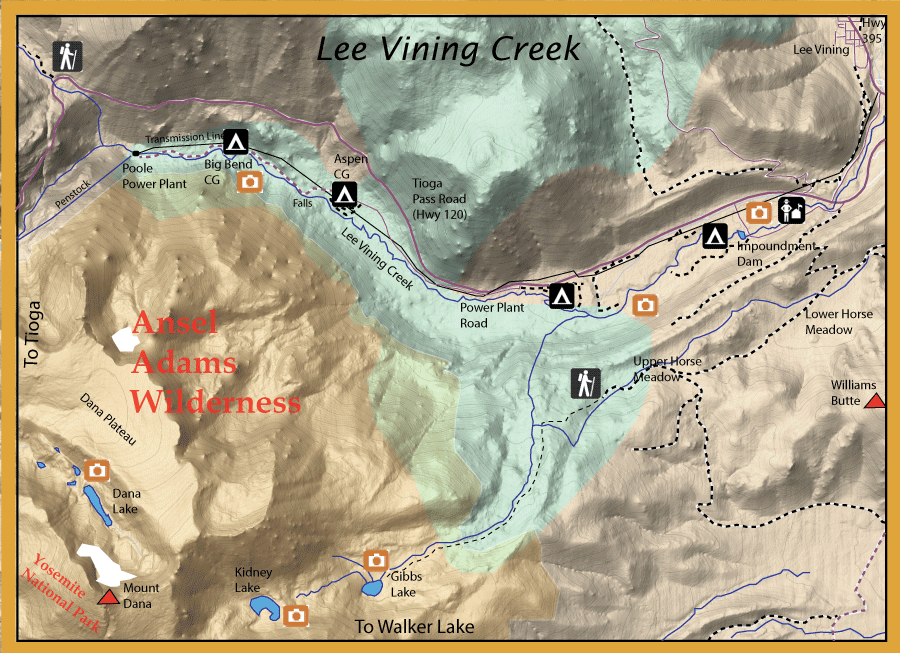 Lee Vining Creek
Hwy
395
Lee Vining
Transmission Line
Poole
Power Plant
Big Bend
CG
Aspen
CG
Penstock
Falls
Tioga
Pass Road
(Hwy 120)
Lee Vining Creek
Impoundment
Dam
Power Plant
Road
Lower Horse
Meadow
Upper Horse
Meadow
Williams
Butte
To Tioga
Ansel
Adams
Wilderness
Dana Plateau
Dana
Lake
Yosemite
National Park
Mount
Dana
Kidney
Lake
Gibbs
Lake
To Walker Lake